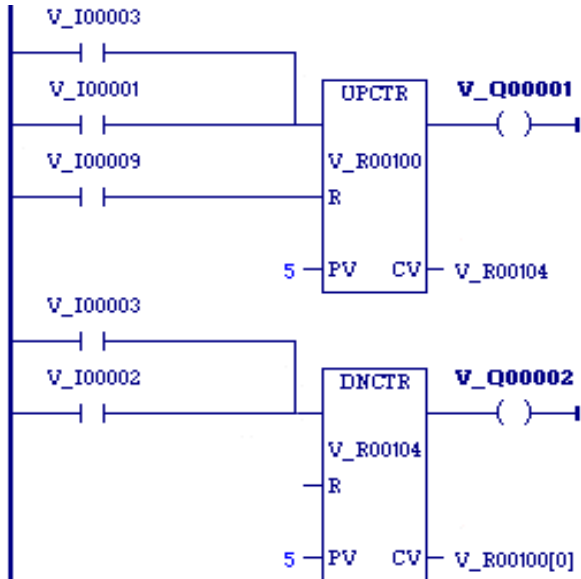 V_I00003
V_I00001 UPCTR V_Q00001
V_I00009 V_R00100
R
5 PV CV V_R00104
V_I00003
V_I00002 DNCTR V_Q00002
V_R00104
R
5 PV CV V_R00100[0]